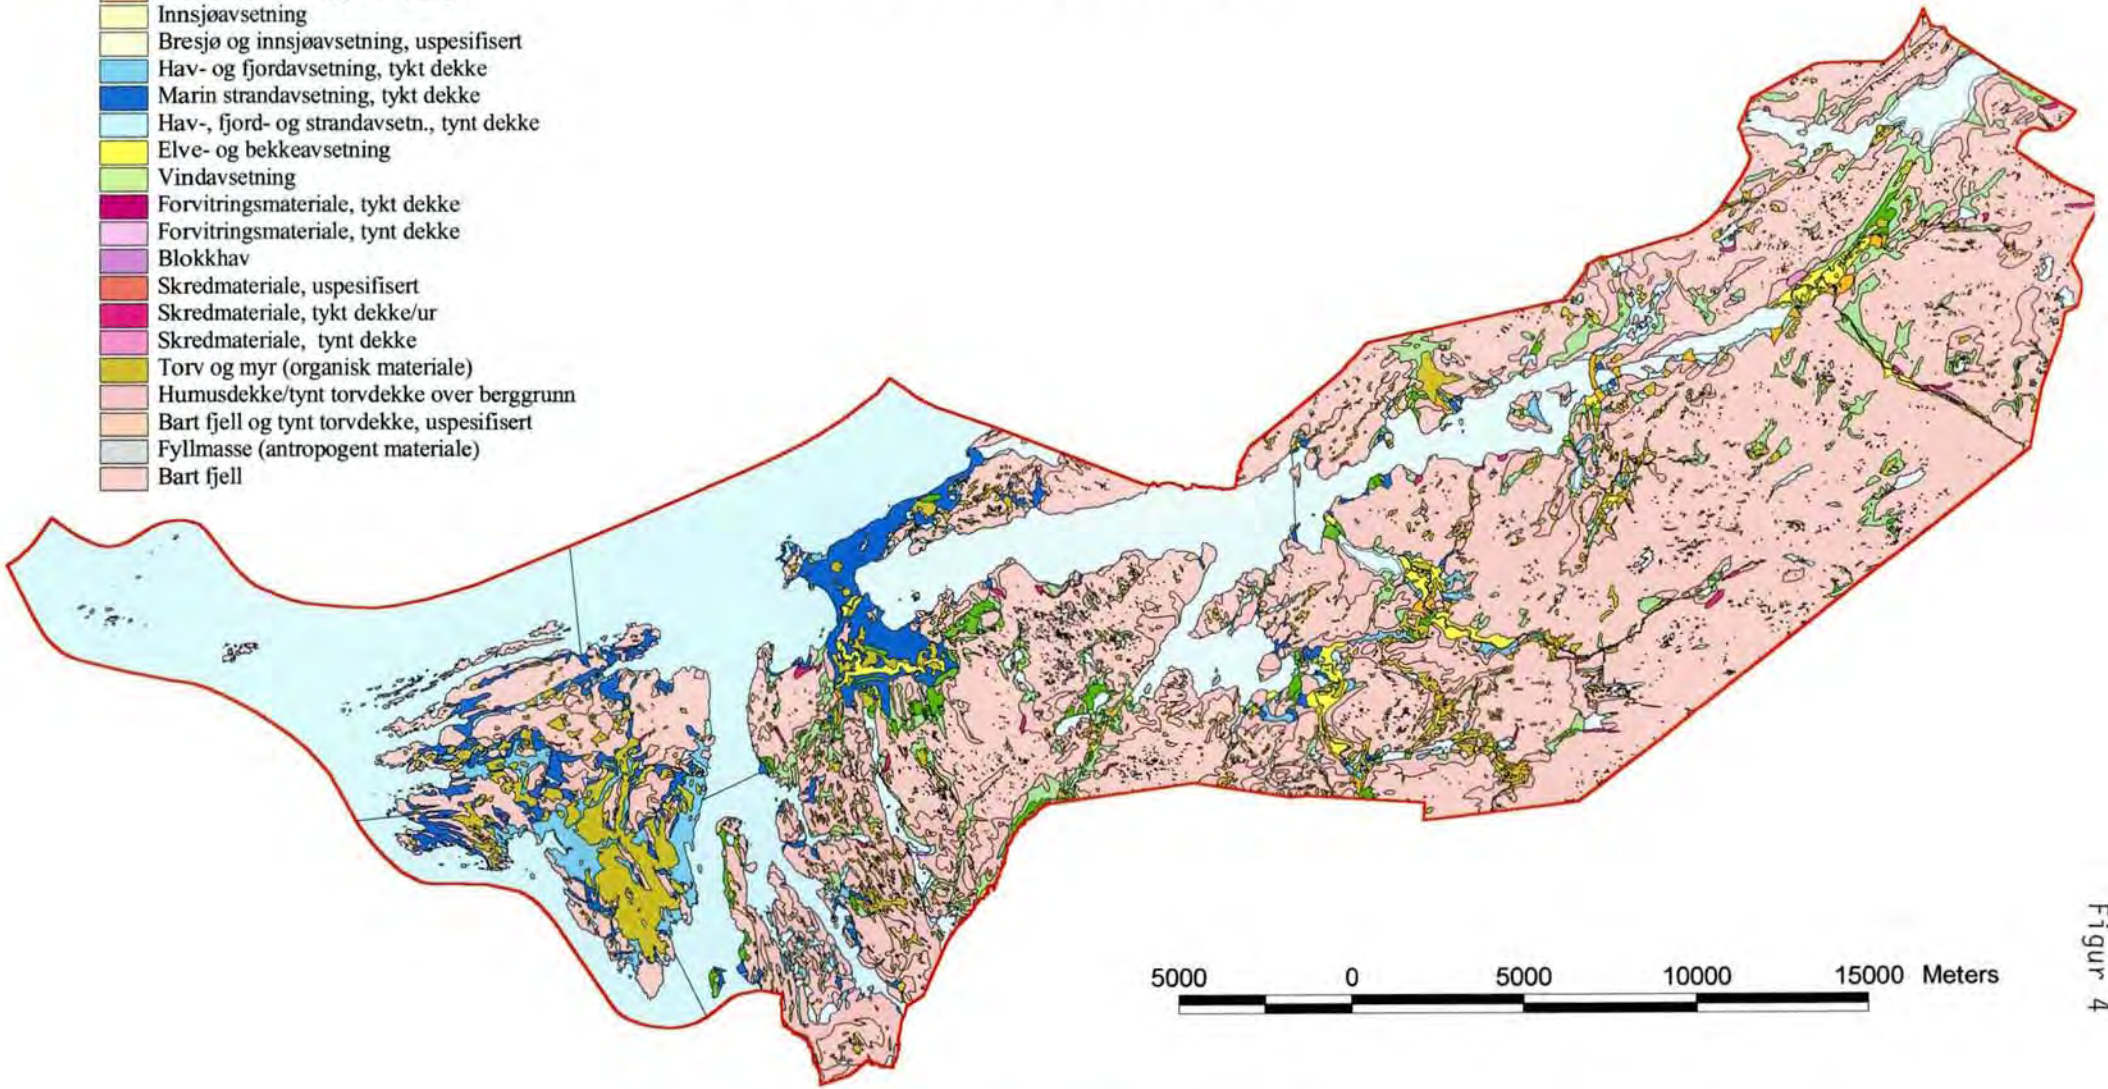 Innsjøavsetning
Bresjø og innsjøavsetning, uspesifisert
Hav- og fjordavsetning, tykt dekke
Marin strandavsetning, tykt dekke
Hav-, fjord- og strandavsetn., tynt dekke
Elve- og bekkeavsetning
Vindavsetning
Forvitringsmateriale, tykt dekke
Forvitringsmateriale, tynt dekke
Blokkhav
Skredmateriale, uspesifisert
Skredmateriale, tykt dekke/ur
Skredmateriale, tynt dekke
Torv og myr (organisk materiale)
Humusdekke/tynt torvdekke over berggrunn
Bart fjell og tynt torvdekke, uspesifisert
Fyllmasse (antropogent materiale)
Bart fjell
5000 0 5000 10000 15000 Meters
Figur 4